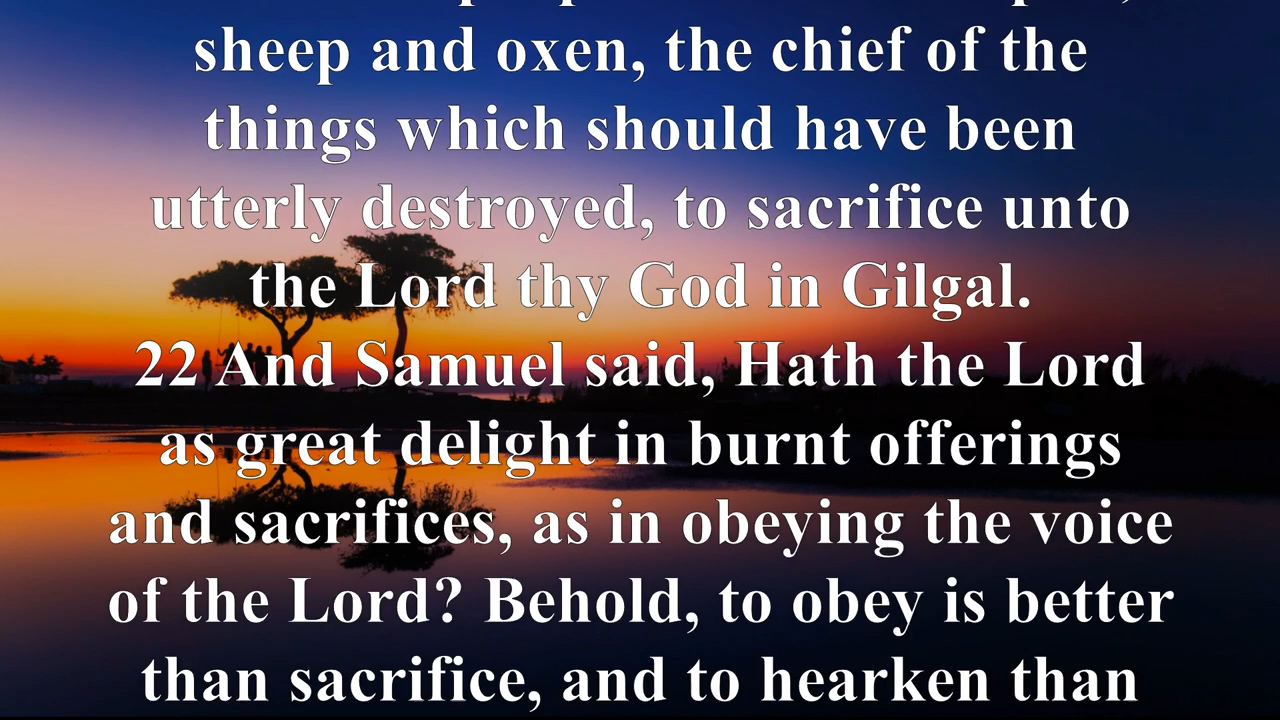 sheep and oxen, the chief of the
things which should have been
utterly destroyed, to sacrifice unto
the Lord thy God in Gilgal.
22 And Samuel said, Hath the Lord
as great delight in burnt offerings
and sacrifices, as in obeying the voice
of the Lord? Behold, to obey is better
than sacrifice, and to hearken than